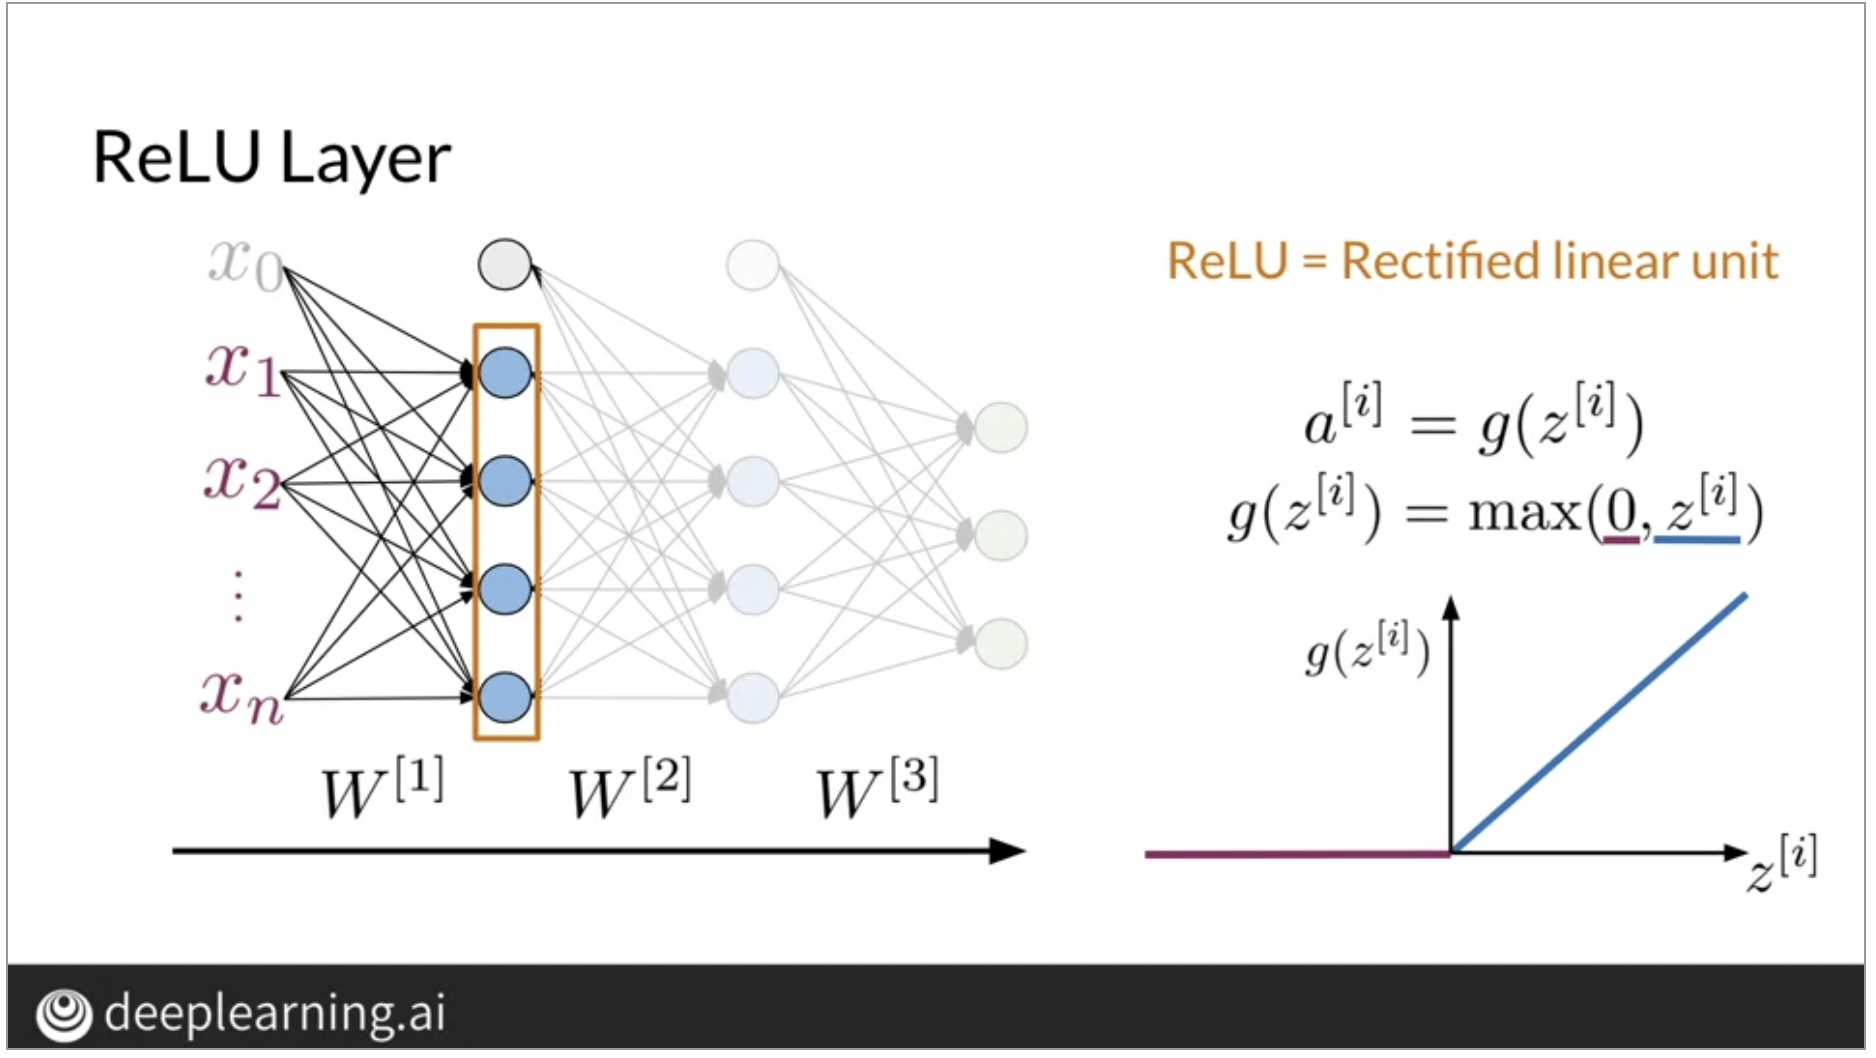 ReLU Layer
x₀
x₁
x₂
⋮
xₙ
W^[1] W^[2] W^[3]
ReLU = Rectified linear unit
a^[i] = g(z^[i])
g(z^[i]) = max(0, z^[i])
g(z^[i])
z^[i]
deeplearning.ai